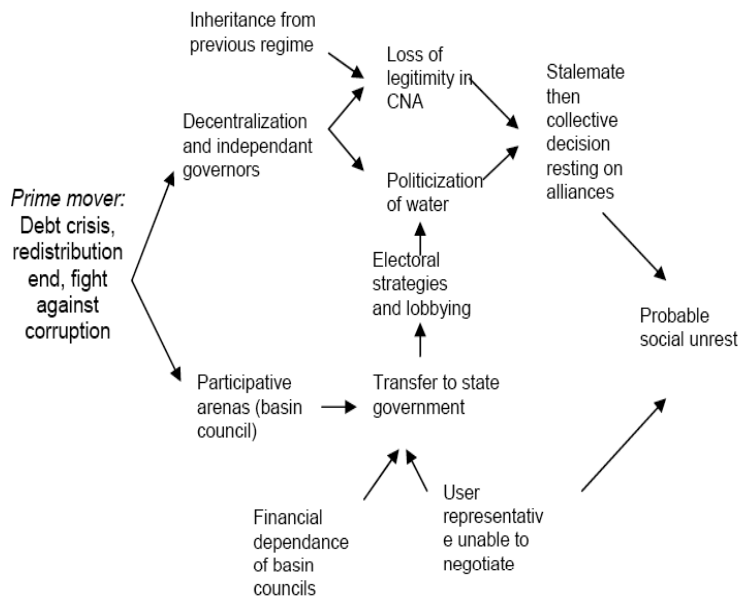 Inheritance from
previous regime
Loss of
legitimity in
CNA
Stalemate
then
collective
decision
resting on
alliances
Decentralization
and independant
governors
Politicization
of water
Prime mover:
Debt crisis,
redistribution
end, fight
against
corruption
Electoral
strategies
and lobbying
Probable
social unrest
Participative
arenas (basin
council)
Transfer to state
government
Financial
dependance
of basin
councils
User
representativ
e unable to
negotiate